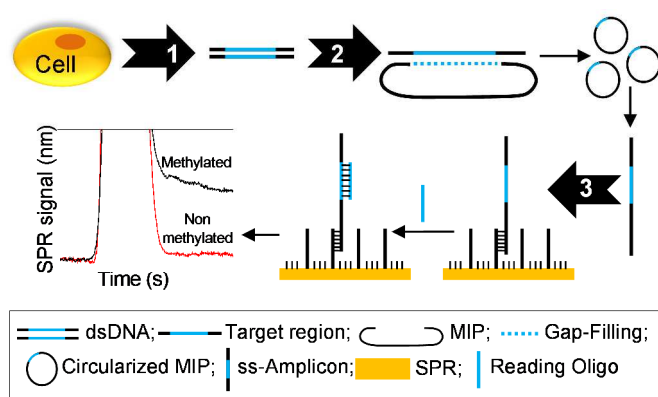 Cell
1
2
3
SPR signal (nm)
Methylated
Non
methylated
Time (s)
dsDNA; Target region; MIP; Gap-Filling;
Circularized MIP; ss-Amplicon; SPR; Reading Oligo